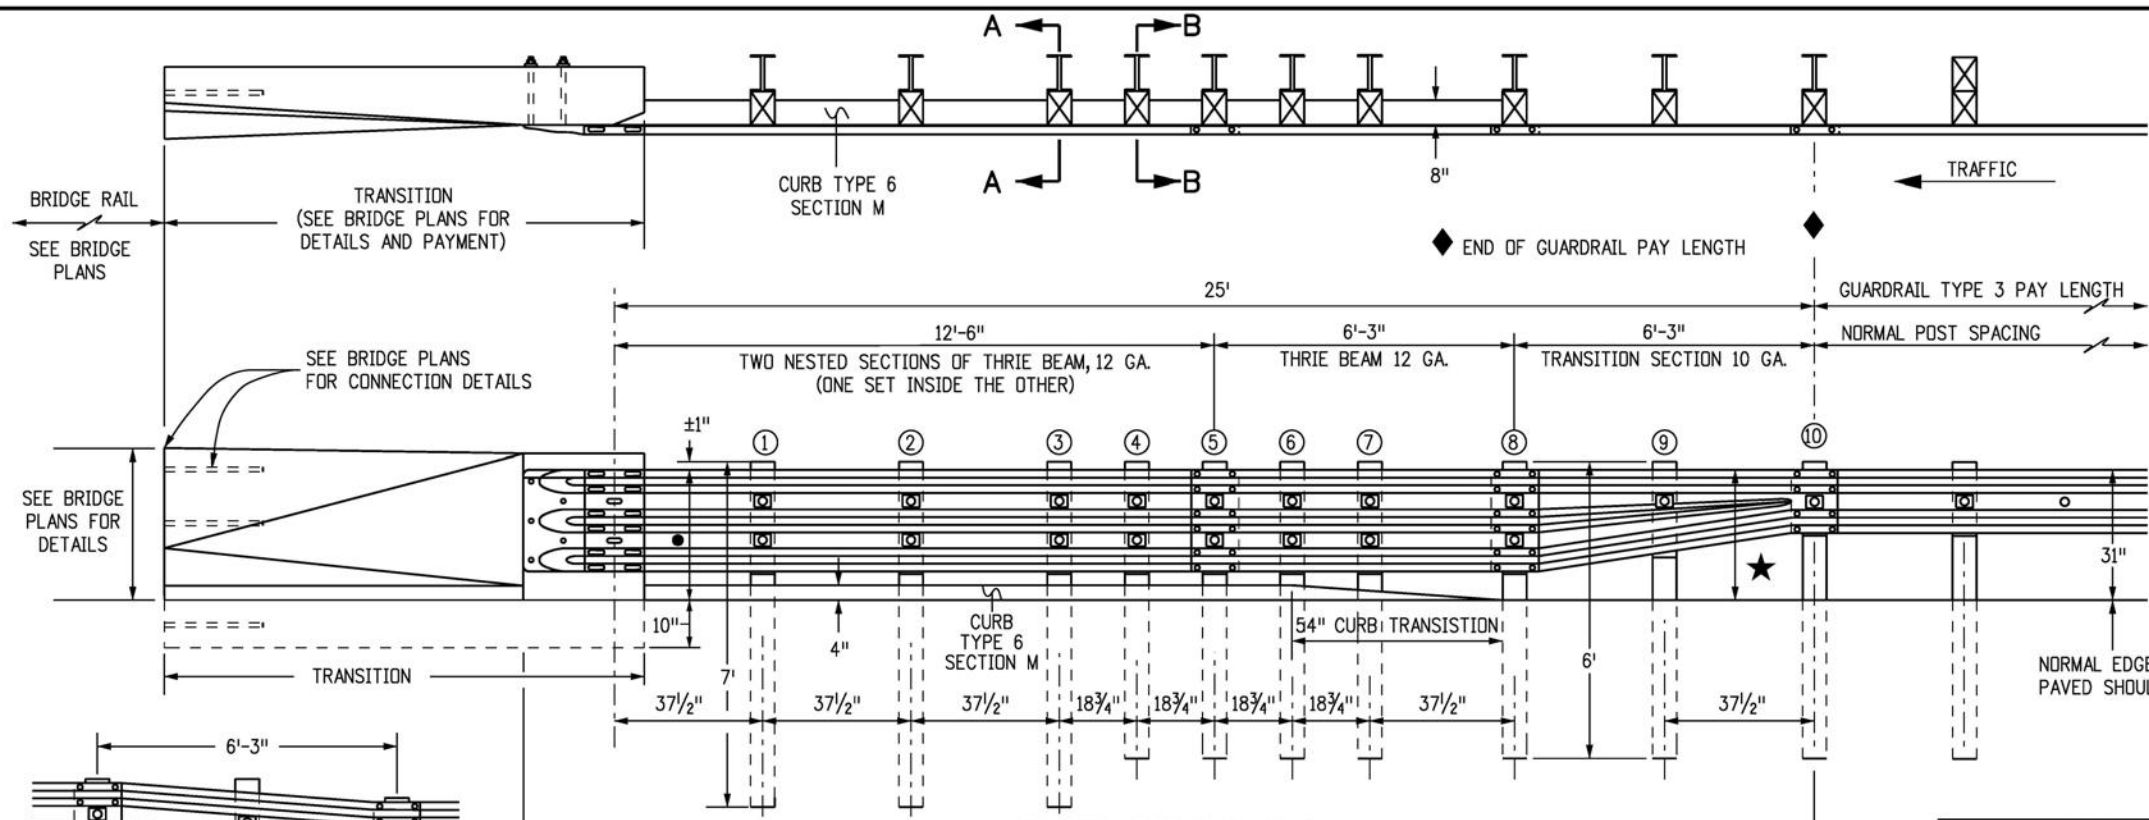 A B
A B
CURB TYPE 6
SECTION M
8"
TRAFFIC
BRIDGE RAIL
SEE BRIDGE
PLANS
TRANSITION
(SEE BRIDGE PLANS FOR
DETAILS AND PAYMENT)
◆ END OF GUARDRAIL PAY LENGTH
◆
25'
GUARDRAIL TYPE 3 PAY LENGTH
12'-6"
TWO NESTED SECTIONS OF THRIE BEAM, 12 GA.
(ONE SET INSIDE THE OTHER)
6'-3"
THRIE BEAM 12 GA.
6'-3"
TRANSITION SECTION 10 GA.
NORMAL POST SPACING
SEE BRIDGE PLANS
FOR CONNECTION DETAILS
±1"
① ② ③ ④ ⑤ ⑥ ⑦ ⑧ ⑨ ⑩
SEE BRIDGE
PLANS FOR
DETAILS
●
★
31"
10"
4"
CURB
TYPE 6
SECTION M
54" CURB TRANSISTION
7'
6'
TRANSITION
NORMAL EDGE
PAVED
37½" 37½" 37½" 18¾" 18¾" 18¾" 18¾" 37½" 37½"
6'-3"